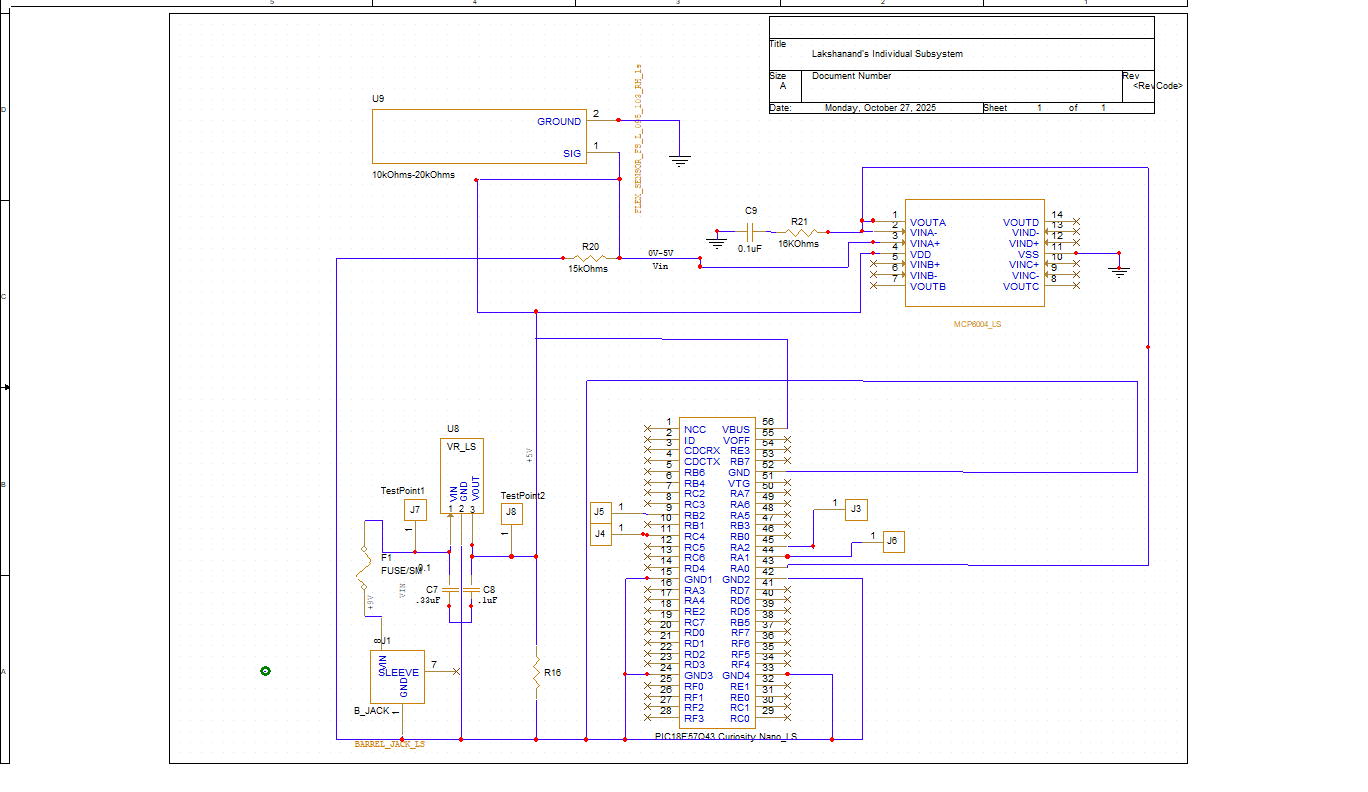 5 4 3 2 1
Title
Lakshanand's Individual Subsystem
Size
A
Document Number
Rev
<RevCode>
Date:
Monday, October 27, 2025
Sheet
1 of 1
D
C
B
A
U9
GROUND 2
SIG 1
10kOhms-20kOhms
R20
15kOhms
0V-5V
Vin
C9
0.1uF
R21
16KOhms
1 VOUTA VOUTD 14
2 VINA- VIND- 13
3 VINA+ VIND+ 12
4 VDD VSS 11
5 VINB+ VINC+ 10
6 VINB- VINC- 9
7 VOUTB VOUTC 8
MCP6004_LS
U8
VR_LS
VIN
GND
VOUT
1 2 3
TestPoint1
J7
1
TestPoint2
J8
1
+5V
F1
FUSE/SM
0.1
+9V
VIN
C7
.33uF
C8
.1uF
J1
8
VIN
SLEEVE 7
GND
B_JACK 1
BARREL_JACK_LS
R16
J5 1
J4 1
J3 1
J6 1
1 NCC VBUS 56
2 ID VOFF 55
3 CDCRX RE3 54
4 CDCTX RB7 53
5 RB6 GND 52
6 RB4 VTG 51
7 RC2 RA7 50
8 RC3 RA6 49
9 RB2 RA5 48
10 RB1 RB3 47
11 RC4 RB0 46
12 RC5 RA2 45
13 RC6 RA1 44
14 RD4 RA0 43
15 GND1 GND2 42
16 RA3 RD7 41
17 RA4 RD6 40
18 RE2 RD5 39
19 RC7 RB5 38
20 RD0 RF7 37
21 RD1 RF6 36
22 RD2 RF5 35
23 RD3 RF4 34
24 GND3 GND4 33
25 RF0 RE1 32
26 RF1 RE0 31
27 RF2 RC1 30
28 RF3 RC0 29
PIC18F57Q43 Curiosity Nano_LS